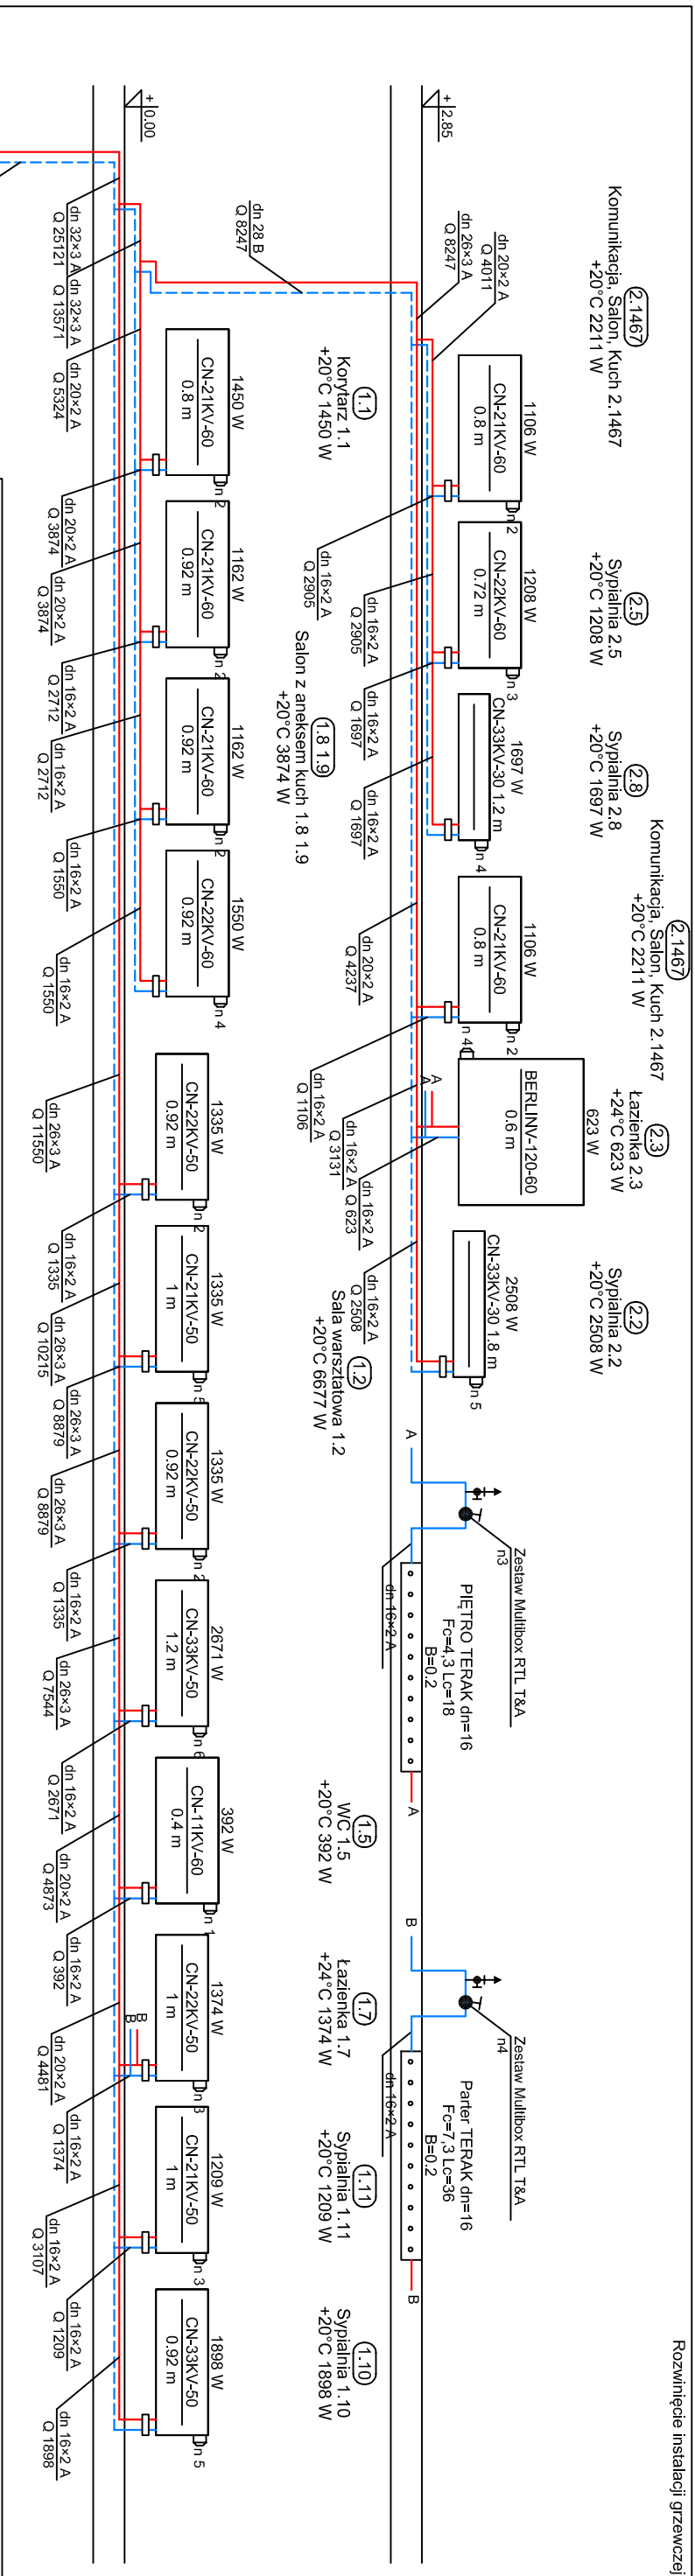 Rozwinięcie instalacji grzewczej
2.1467
Komunikacja, Salon, Kuch 2.1467
+20°C 2211 W
2.5
Sypialnia 2.5
+20°C 1208 W
2.8
Sypialnia 2.8
+20°C 1697 W
2.1467
Komunikacja, Salon, Kuch 2.1467
+20°C 2211 W
2.3
Łazienka 2.3
+24°C 623 W
2.2
Sypialnia 2.2
+20°C 2508 W
1106 W
CN-21KV-60
0.8 m
n 2
1208 W
CN-22KV-60
0.72 m
n 3
1697 W
CN-33KV-30 1.2 m
n 4
1106 W
CN-21KV-60
0.8 m
n 2
623 W
BERLINV-120-60
0.6 m
n 4
2508 W
CN-33KV-30 1.8 m
n 5
Zestaw Multibox RTL T&A
n3
PIĘTRO TERAK dn=16
Fc=4,3 Lc=18
B=0.2
dn 16×2 A
A
A
Zestaw Multibox RTL T&A
n4
Parter TERAK dn=16
Fc=7,3 Lc=36
B=0.2
dn 16×2 A
B
B
+2.85
dn 20×2 A
Q 4011
dn 26×3 A
Q 8247
A
A
dn 28 B
Q 8247
dn 16×2 A
Q 2905
dn 16×2 A
Q 2905
dn 16×2 A
Q 1697
dn 16×2 A
Q 1697
dn 20×2 A
Q 4237
dn 16×2 A
Q 1106
dn 16×2 A
Q 3131
dn 16×2 A
Q 623
dn 16×2 A
Q 2508
1.1
Korytarz 1.1
+20°C 1450 W
1.8 1.9
Salon z aneksem kuch 1.8 1.9
+20°C 3874 W
1.2
Sala warsztatowa 1.2
+20°C 6677 W
1.5
WC 1.5
+20°C 392 W
1.7
Łazienka 1.7
+24°C 1374 W
1.11
Sypialnia 1.11
+20°C 1209 W
1.10
Sypialnia 1.10
+20°C 1898 W
1450 W
CN-21KV-60
0.8 m
n 2
1162 W
CN-21KV-60
0.92 m
n 2
1162 W
CN-21KV-60
0.92 m
n 2
1550 W
CN-22KV-60
0.92 m
n 4
1335 W
CN-22KV-50
0.92 m
n 2
1335 W
CN-21KV-50
1 m
n 5
1335 W
CN-22KV-50
0.92 m
n 2
2671 W
CN-33KV-50
1.2 m
n 6
392 W
CN-11KV-60
0.4 m
n 1
1374 W
CN-22KV-50
1 m
n 3
1209 W
CN-21KV-50
1 m
n 3
1898 W
CN-33KV-50
0.92 m
n 5
B
B
+0.00
dn 32×3 A
Q 25121
dn 32×3 A
Q 13571
dn 20×2 A
Q 5324
dn 20×2 A
Q 3874
dn 20×2 A
Q 3874
dn 16×2 A
Q 2712
dn 16×2 A
Q 2712
dn 16×2 A
Q 1550
dn 16×2 A
Q 1550
dn 26×3 A
Q 11550
dn 16×2 A
Q 1335
dn 26×3 A
Q 10215
dn 26×3 A
Q 8879
dn 26×3 A
Q 8879
dn 16×2 A
Q 1335
dn 26×3 A
Q 7544
dn 16×2 A
Q 2671
dn 20×2 A
Q 4873
dn 16×2 A
Q 392
dn 20×2 A
Q 4481
dn 16×2 A
Q 1374
dn 16×2 A
Q 3107
dn 16×2 A
Q 1209
dn 16×2 A
Q 1898